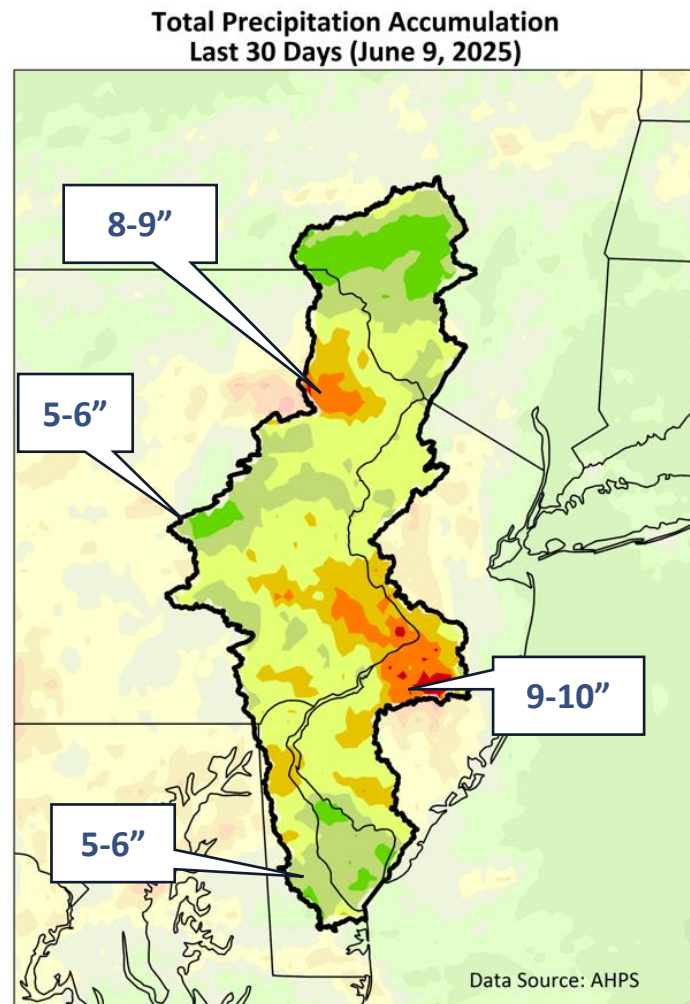 Total Precipitation Accumulation
Last 30 Days (June 9, 2025)
8-9”
5-6”
9-10”
5-6”
Data Source: AHPS